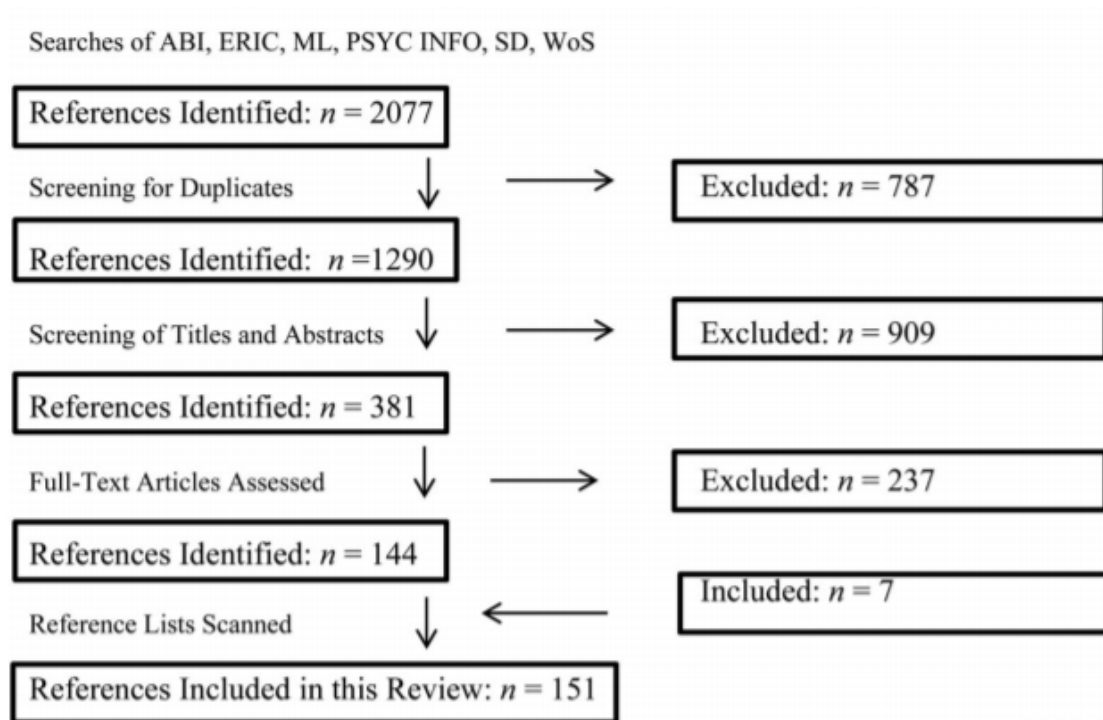 Searches of ABI, ERIC, ML, PSYC INFO, SD, WoS
References Identified: n = 2077
Screening for Duplicates
Excluded: n = 787
References Identified: n =1290
Screening of Titles and Abstracts
Excluded: n = 909
References Identified: n = 381
Full-Text Articles Assessed
Excluded: n = 237
References Identified: n = 144
Included: n = 7
Reference Lists Scanned
References Included in this Review: n = 151